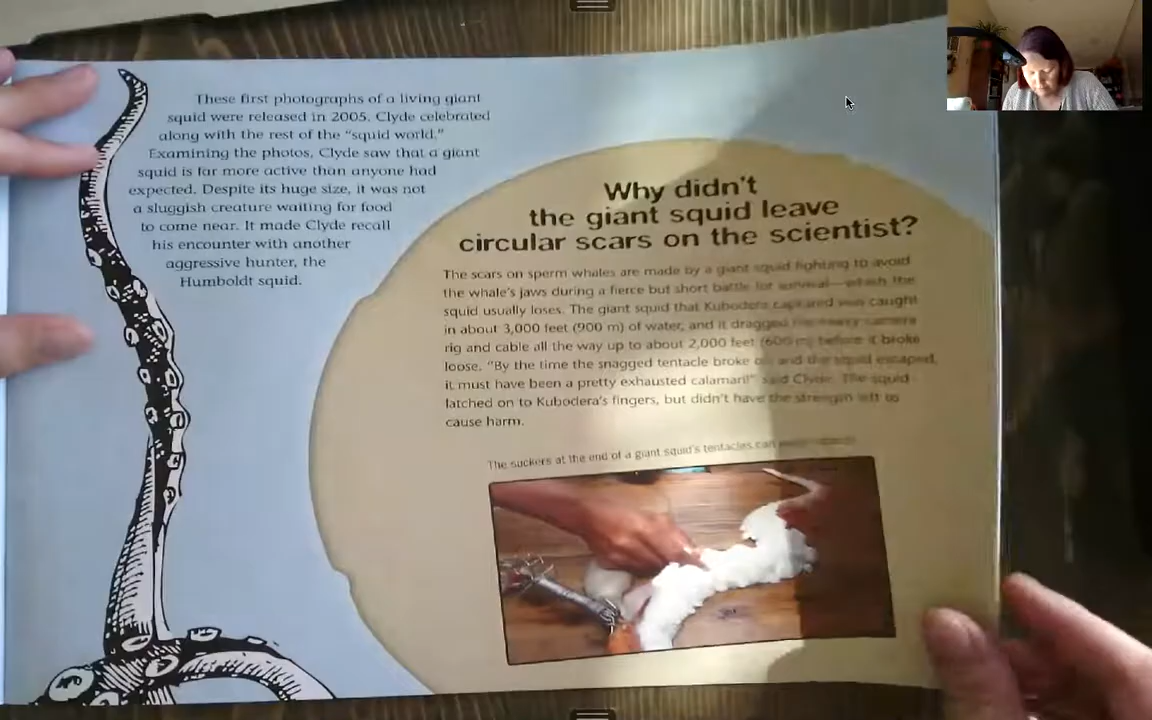 These first photographs of a living giant
squid were released in 2005. Clyde celebrated
along with the rest of the “squid world.”
Examining the photos, Clyde saw that a giant
squid is far more active than anyone had
expected. Despite its huge size, it was not
a sluggish creature waiting for food
to come near. It made Clyde recall
his encounter with another
aggressive hunter, the
Humboldt squid.
Why didn't
the giant squid leave
circular scars on the scientist?
The scars on sperm whales are made by a giant squid fighting to avoid
the whale's jaws during a fierce but short battle for survival—which the
squid usually loses. The giant squid that Kubodera captured was caught
in about 3,000 feet (900 m) of water, and it dragged the heavy camera
rig and cable all the way up to about 2,000 feet (600 m) before it broke
loose. “By the time the snagged tentacle broke off and the squid escaped,
it must have been a pretty exhausted calamari!” said Clyde. The squid
latched on to Kubodera's fingers, but didn't have the strength left to
cause harm.
The suckers at the end of a giant squid's tentacles can